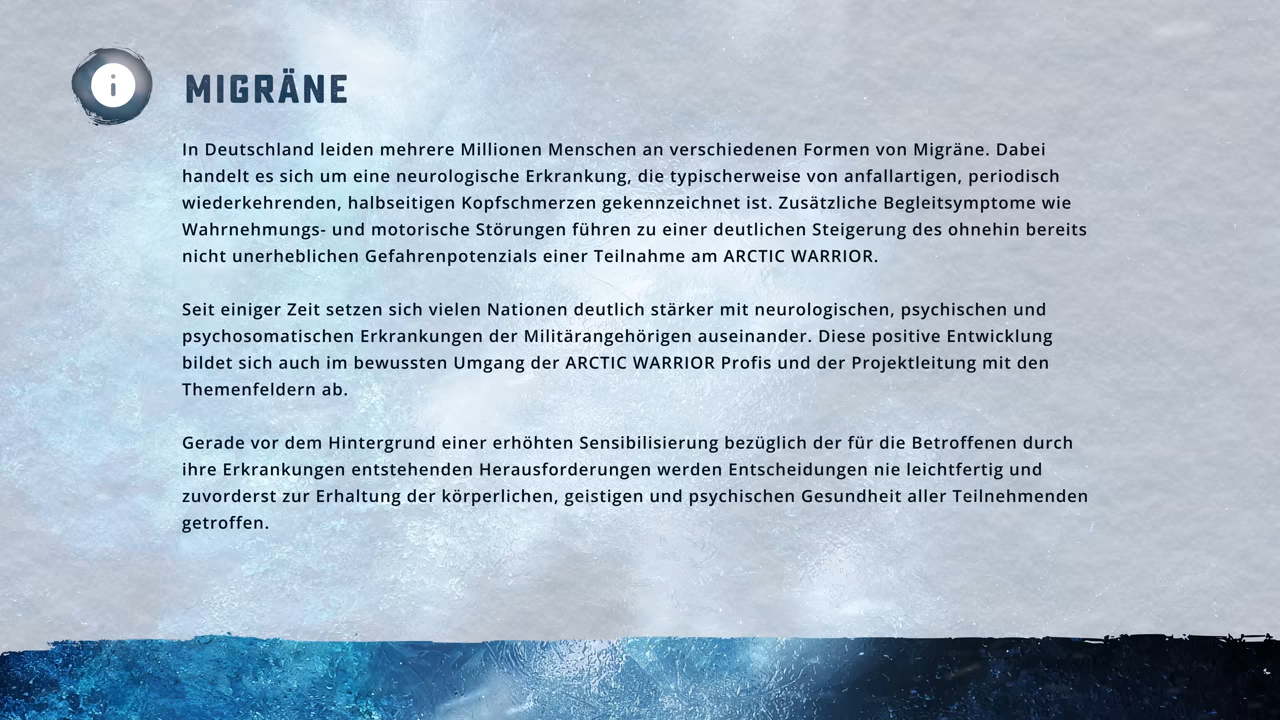 MIGRÄNE
In Deutschland leiden mehrere Millionen Menschen an verschiedenen Formen von Migräne. Dabei
handelt es sich um eine neurologische Erkrankung, die typischerweise von anfallartigen, periodisch
wiederkehrenden, halbseitigen Kopfschmerzen gekennzeichnet ist. Zusätzliche Begleitsymptome wie
Wahrnehmungs- und motorische Störungen führen zu einer deutlichen Steigerung des ohnehin bereits
nicht unerheblichen Gefahrenpotenzials einer Teilnahme am ARCTIC WARRIOR.
Seit einiger Zeit setzen sich vielen Nationen deutlich stärker mit neurologischen, psychischen und
psychosomatischen Erkrankungen der Militärangehörigen auseinander. Diese positive Entwicklung
bildet sich auch im bewussten Umgang der ARCTIC WARRIOR Profis und der Projektleitung mit den
Themenfeldern ab.
Gerade vor dem Hintergrund einer erhöhten Sensibilisierung bezüglich der für die Betroffenen durch
ihre Erkrankungen entstehenden Herausforderungen werden Entscheidungen nie leichtfertig und
zuvorderst zur Erhaltung der körperlichen, geistigen und psychischen Gesundheit aller Teilnehmenden
getroffen.